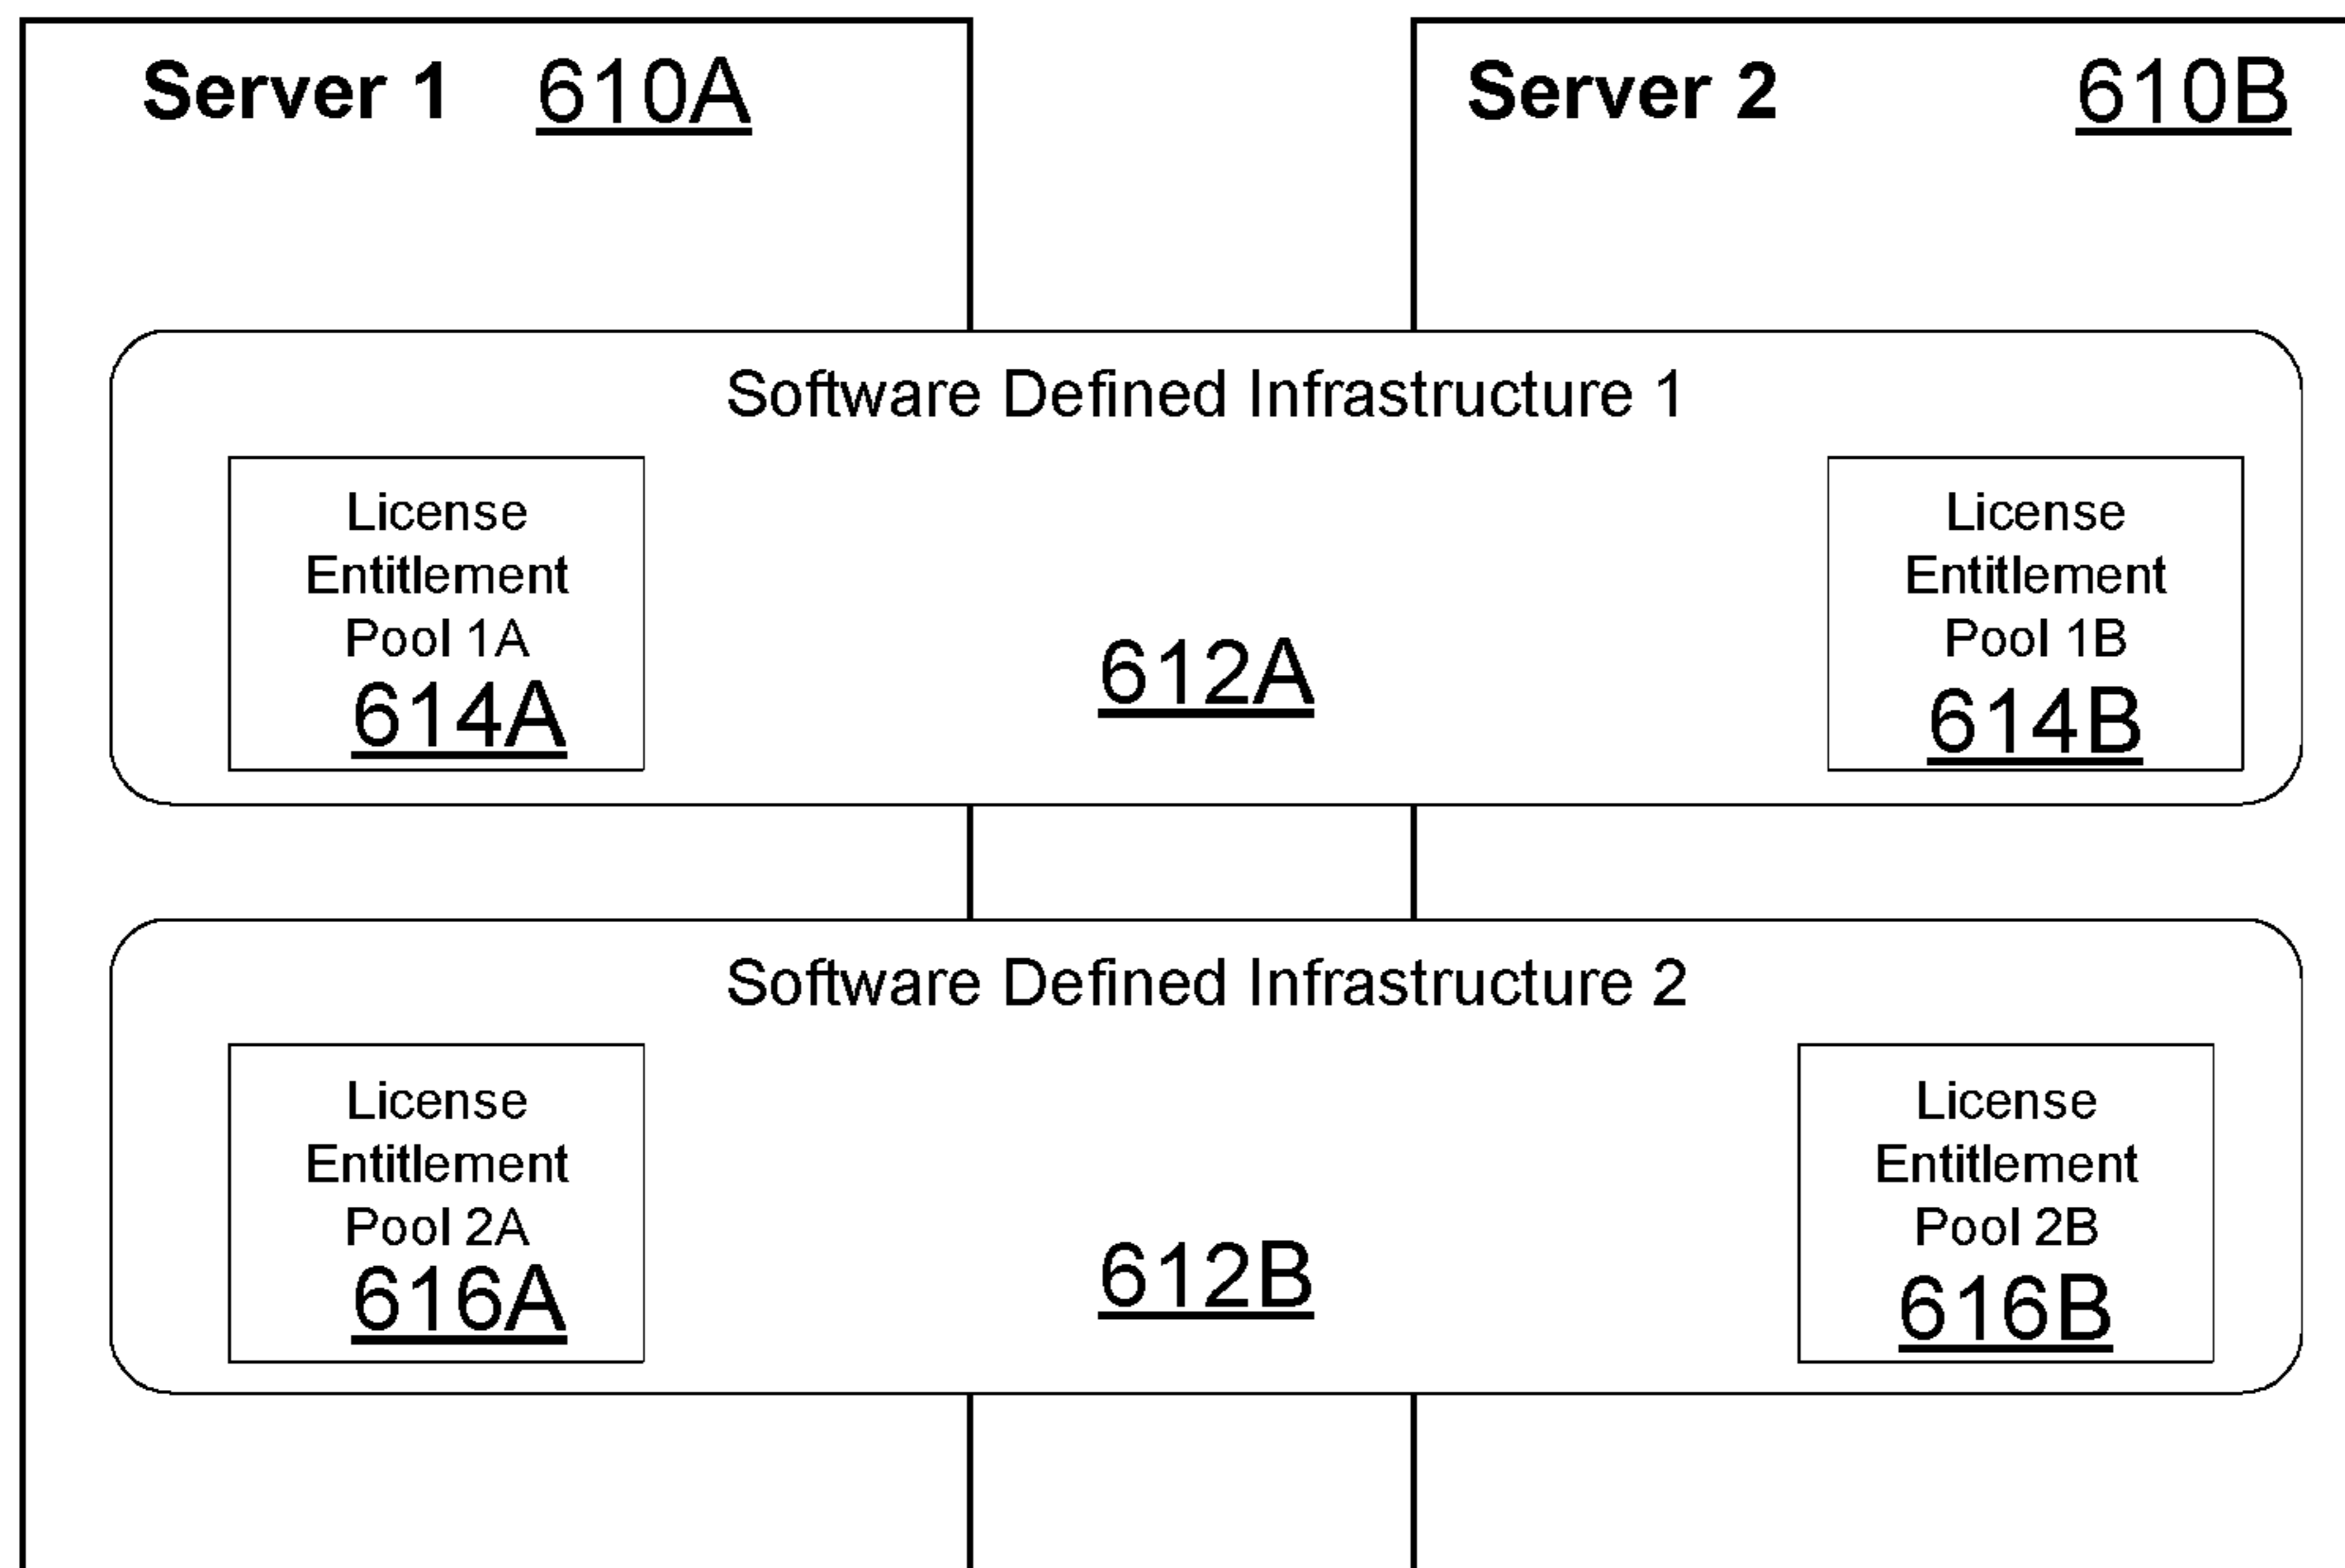 Server 1 610A
Server 2 610B
Software Defined Infrastructure 1
License
Entitlement
Pool 1A
614A
612A
License
Entitlement
Pool 1B
614B
Software Defined Infrastructure 2
License
Entitlement
Pool 2A
616A
612B
License
Entitlement
Pool 2B
616B